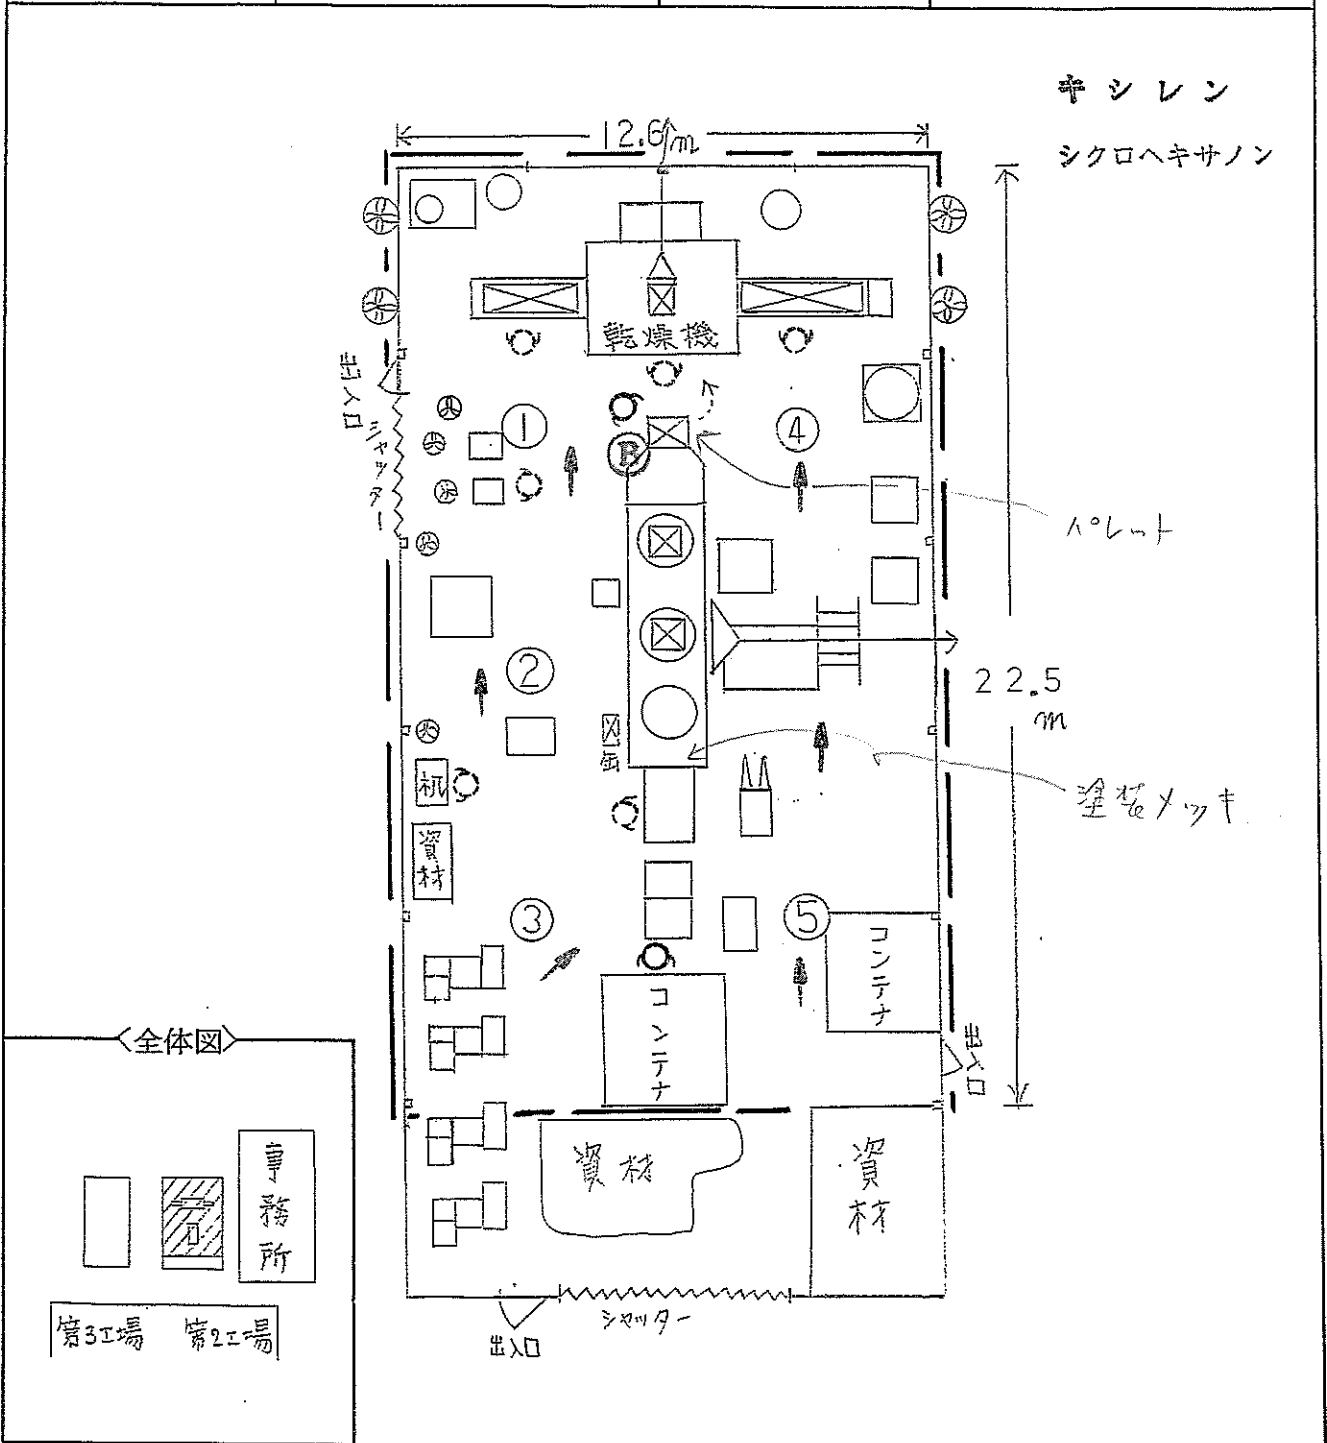 キシレン
シクロヘキサノン
12.6m
乾燥機
出入口
シャッター
①
B
④
パレット
②
22.5
m
缶
机
塗装メッキ
資材
③
⑤
コンテナ
コンテナ
出入口
資材
資材
シャッター
出入口
〈全体図〉
事務所
第3工場 第2工場